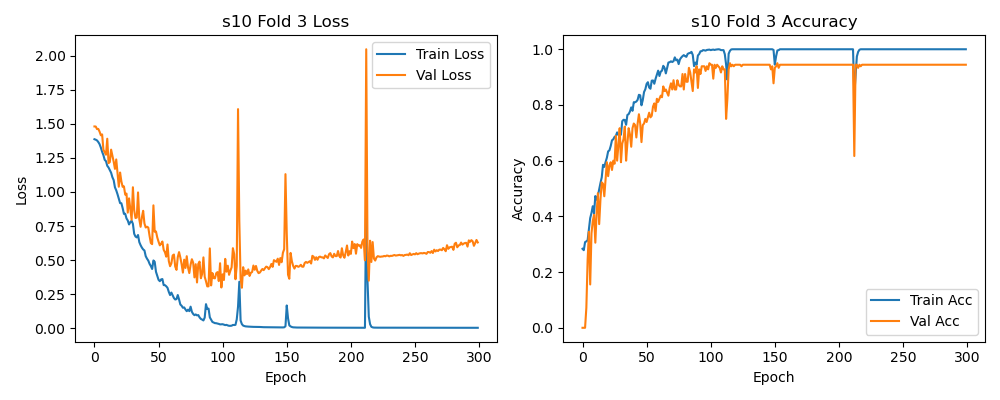 s10 Fold 3 Loss
2.00
1.75
1.50
1.25
1.00
0.75
0.50
0.25
0.00
Loss
Train Loss
Val Loss
0 50 100 150 200 250 300
Epoch
s10 Fold 3 Accuracy
1.0
0.8
0.6
0.4
0.2
0.0
Accuracy
Train Acc
Val Acc
0 50 100 150 200 250 300
Epoch